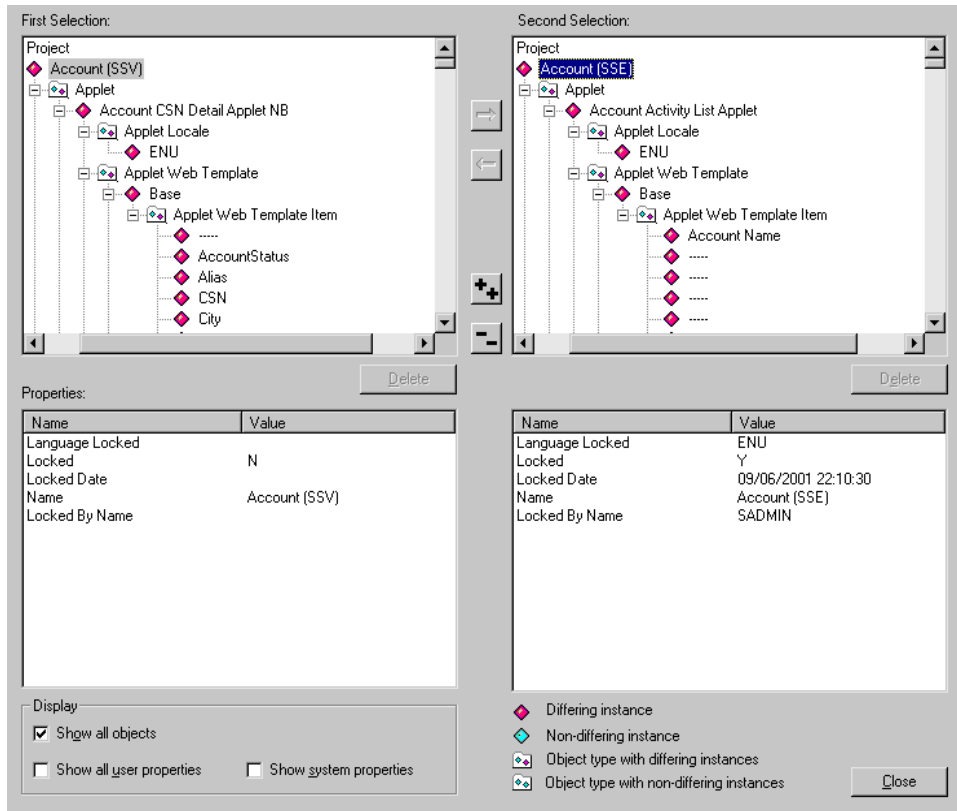 First Selection:
Project
Account (SSV)
Applet
Account CSN Detail Applet NB
Applet Locale
ENU
Applet Web Template
Base
Applet Web Template Item
-----
AccountStatus
Alias
CSN
City
Second Selection:
Project
Account (SSE)
Applet
Account Activity List Applet
Applet Locale
ENU
Applet Web Template
Base
Applet Web Template Item
Account Name
-----
-----
-----
-----
Delete
Delete
Properties:
Name Value
Language Locked
Locked N
Locked Date
Name Account (SSV)
Locked By Name
Name Value
Language Locked ENU
Locked Y
Locked Date 09/06/2001 22:10:30
Name Account (SSE)
Locked By Name SADMIN
Display
Show all objects
Show all user properties
Show system properties
Differing instance
Non-differing instance
Object type with differing instances
Object type with non-differing instances
Close